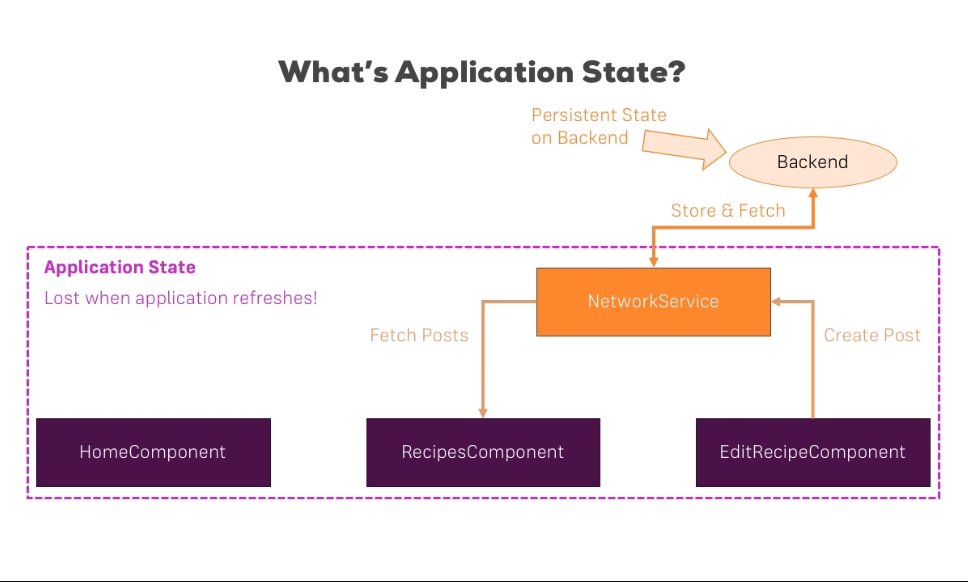 What's Application State?
Persistent State
on Backend
Backend
Store & Fetch
Application State
Lost when application refreshes!
NetworkService
Fetch Posts
Create Post
HomeComponent
RecipesComponent
EditRecipeComponent